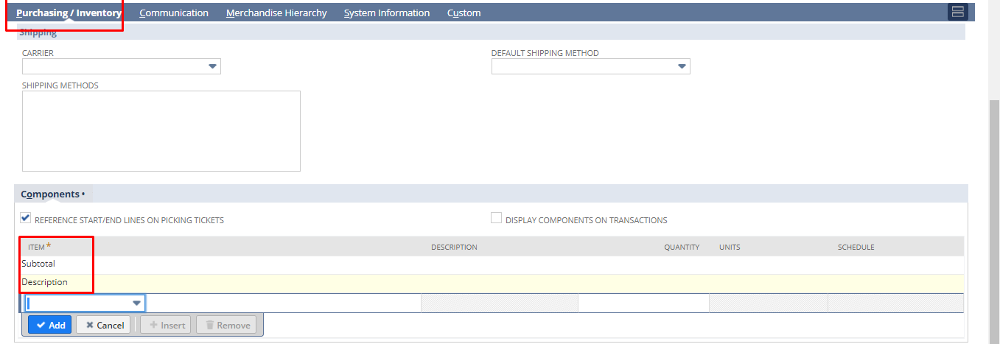 Purchasing / Inventory Communication Merchandise Hierarchy System Information Custom
Shipping
CARRIER DEFAULT SHIPPING METHOD
SHIPPING METHODS
Components •
REFERENCE START/END LINES ON PICKING TICKETS DISPLAY COMPONENTS ON TRANSACTIONS
ITEM * DESCRIPTION QUANTITY UNITS SCHEDULE
Subtotal
Description
Add Cancel Insert Remove